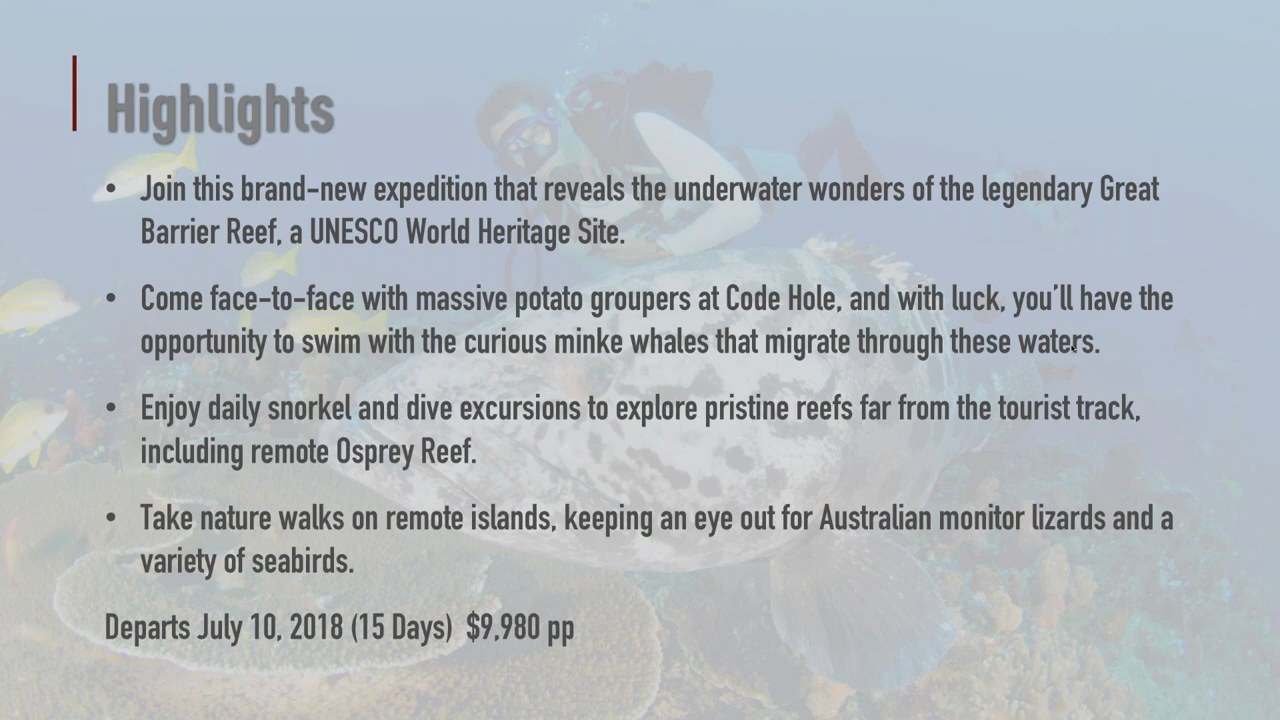 Highlights
• Join this brand-new expedition that reveals the underwater wonders of the legendary Great
Barrier Reef, a UNESCO World Heritage Site.
• Come face-to-face with massive potato groupers at Code Hole, and with luck, you’ll have the
opportunity to swim with the curious minke whales that migrate through these waters.
• Enjoy daily snorkel and dive excursions to explore pristine reefs far from the tourist track,
including remote Osprey Reef.
• Take nature walks on remote islands, keeping an eye out for Australian monitor lizards and a
variety of seabirds.
Departs July 10, 2018 (15 Days) $9,980 pp